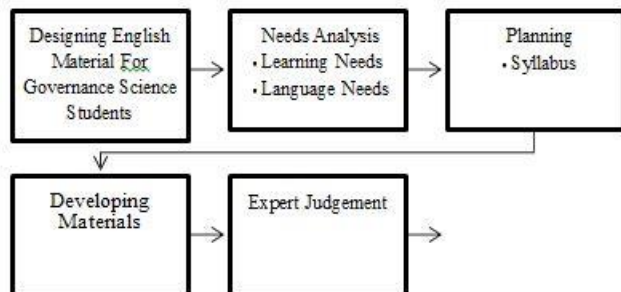 Designing English
Material For
Governance Science
Students
Needs Analysis
• Learning Needs
• Language Needs
Planning
• Syllabus
Developing
Materials
Expert Judgement